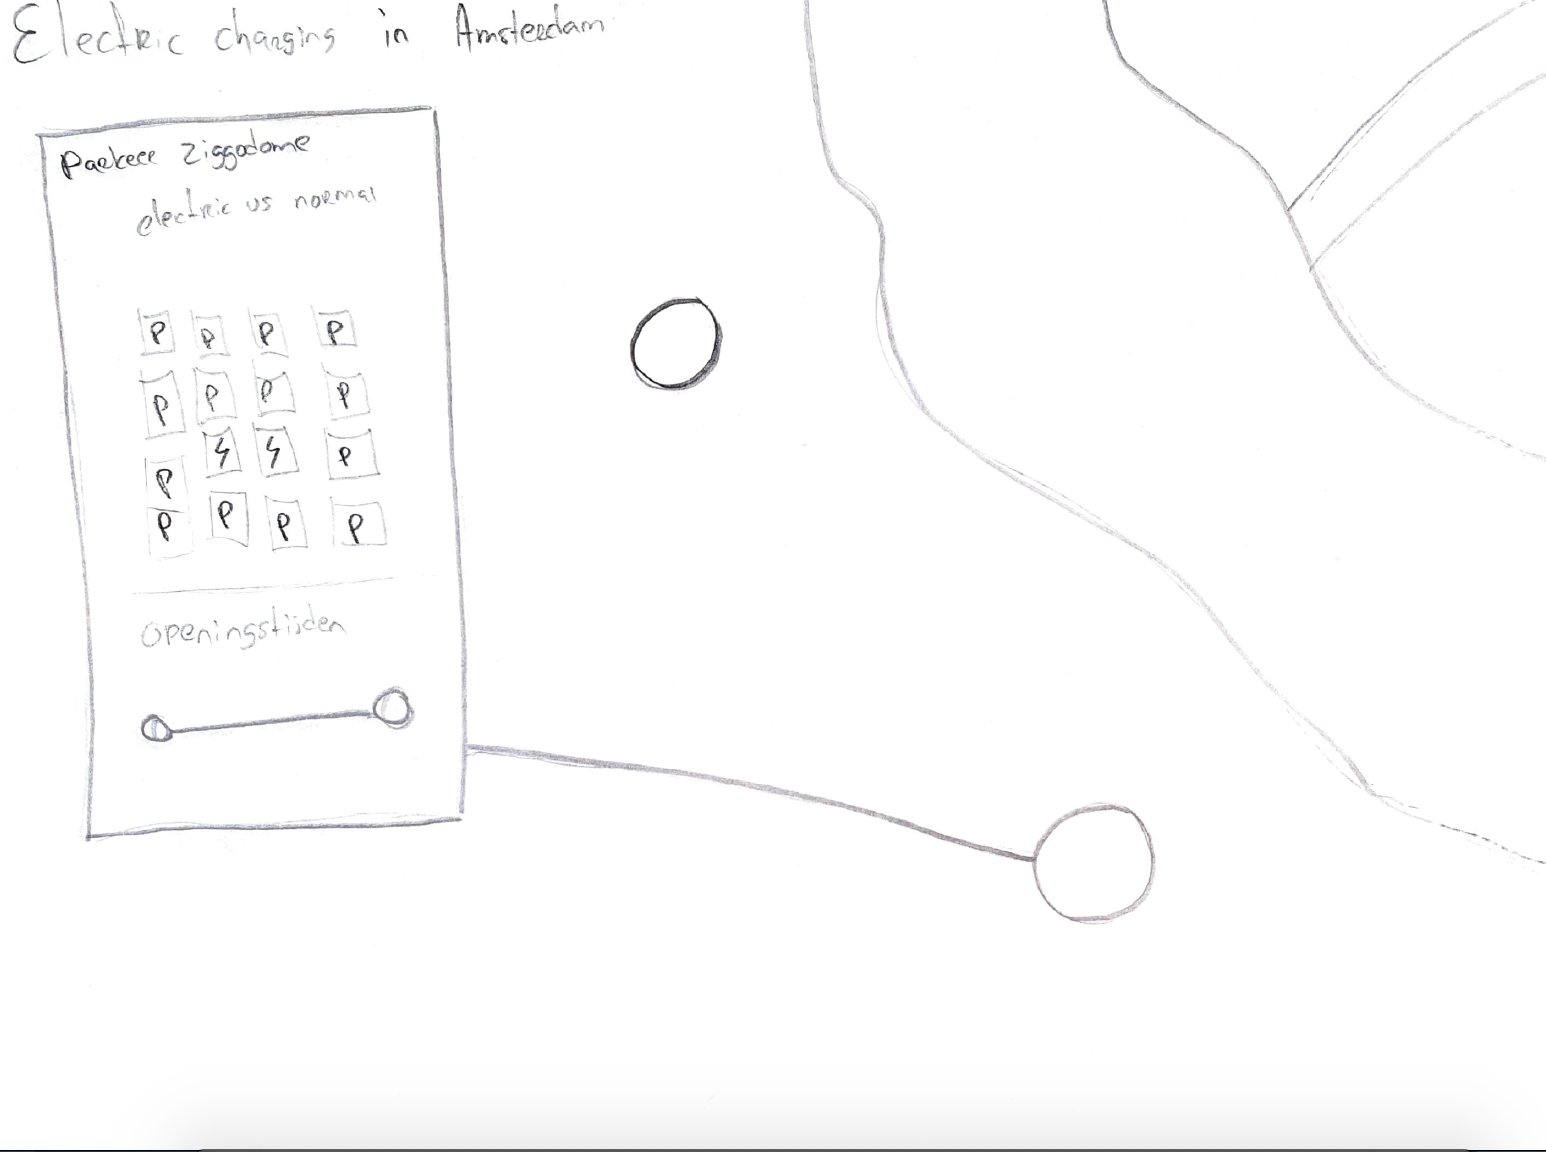 Electric charging in Amsterdam
Parkeer Ziggodome
electric vs normal
P P P P
P P P P
P P
P P P P
Openingstijden